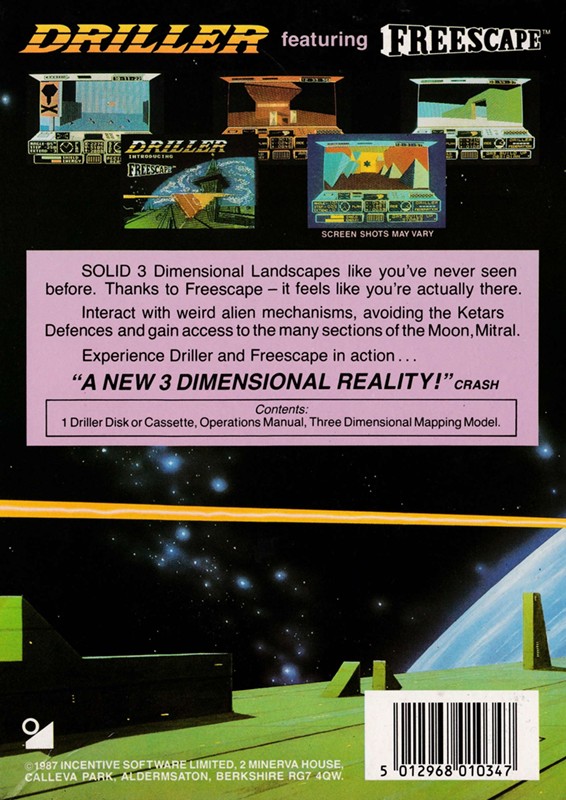 DRILLER featuring FREESCAPE™
DRILLER
INTRODUCING
FREESCAPE
SCREEN SHOTS MAY VARY
SOLID 3 Dimensional Landscapes like you've never seen
before. Thanks to Freescape – it feels like you're actually there.
Interact with weird alien mechanisms, avoiding the Ketars
Defences and gain access to the many sections of the Moon, Mitral.
Experience Driller and Freescape in action . . .
"A NEW 3 DIMENSIONAL REALITY!" CRASH
Contents:
1 Driller Disk or Cassette, Operations Manual, Three Dimensional Mapping Model.
©1987 INCENTIVE SOFTWARE LIMITED, 2 MINERVA HOUSE,
CALLEVA PARK, ALDERMSATON, BERKSHIRE RG7 4QW.
5 012968 010347